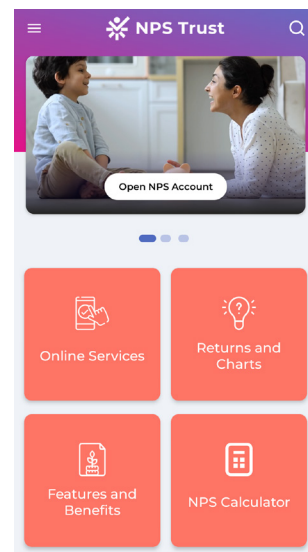 NPS Trust
Open NPS Account
Online Services
Returns and
Charts
Features and
Benefits
NPS Calculator